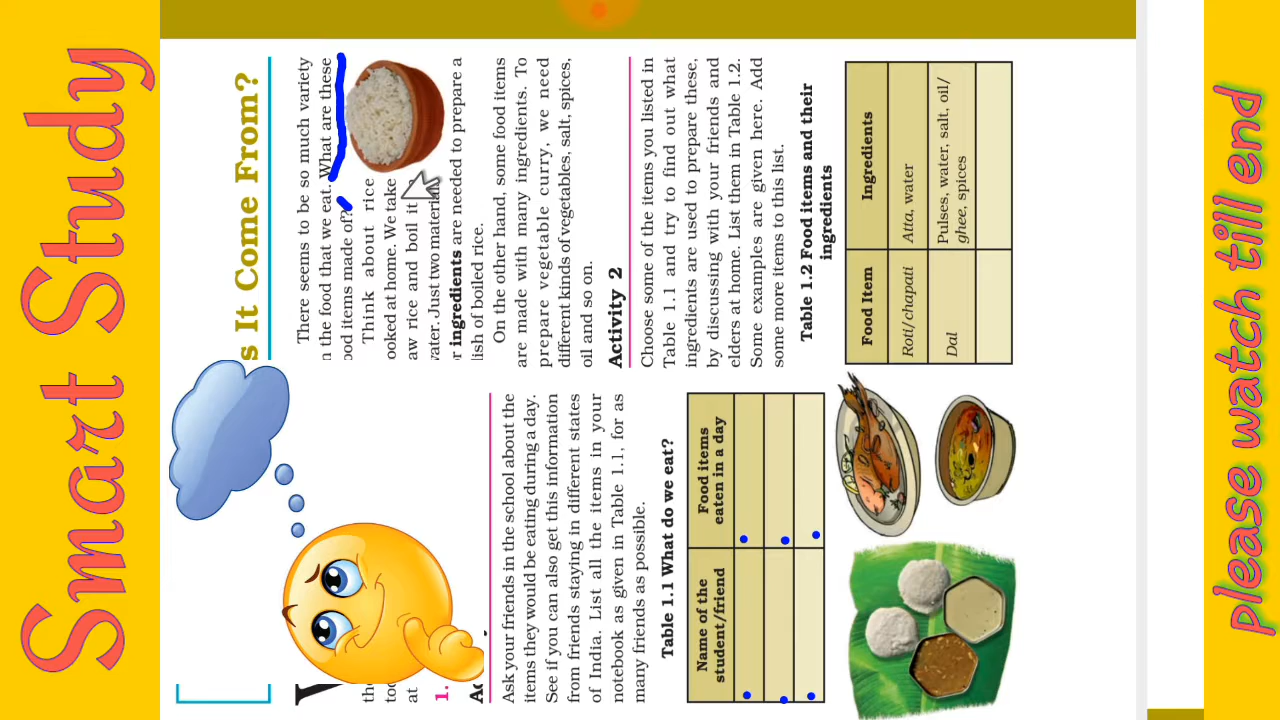 Smart Study
s It Come From?
the
too
at
1.
Ac
Ask your friends in the school about the
items they would be eating during a day.
See if you can also get this information
from friends staying in different states
of India. List all the items in your
notebook as given in Table 1.1, for as
many friends as possible.
Table 1.1 What do we eat?
Name of the student/friend
Food items eaten in a day
There seems to be so much variety
n the food that we eat. What are these
ood items made of?
Think about rice
ooked at home. We take
aw rice and boil it
vater. Just two materials
r ingredients are needed to prepare a
lish of boiled rice.
On the other hand, some food items
are made with many ingredients. To
prepare vegetable curry, we need
different kinds of vegetables, salt, spices,
oil and so on.
Activity 2
Choose some of the items you listed in
Table 1.1 and try to find out what
ingredients are used to prepare these,
by discussing with your friends and
elders at home. List them in Table 1.2.
Some examples are given here. Add
some more items to this list.
Table 1.2 Food items and their
ingredients
Food Item Ingredients
Roti/chapati Atta, water
Dal Pulses, water, salt, oil/
ghee, spices
please watch till end